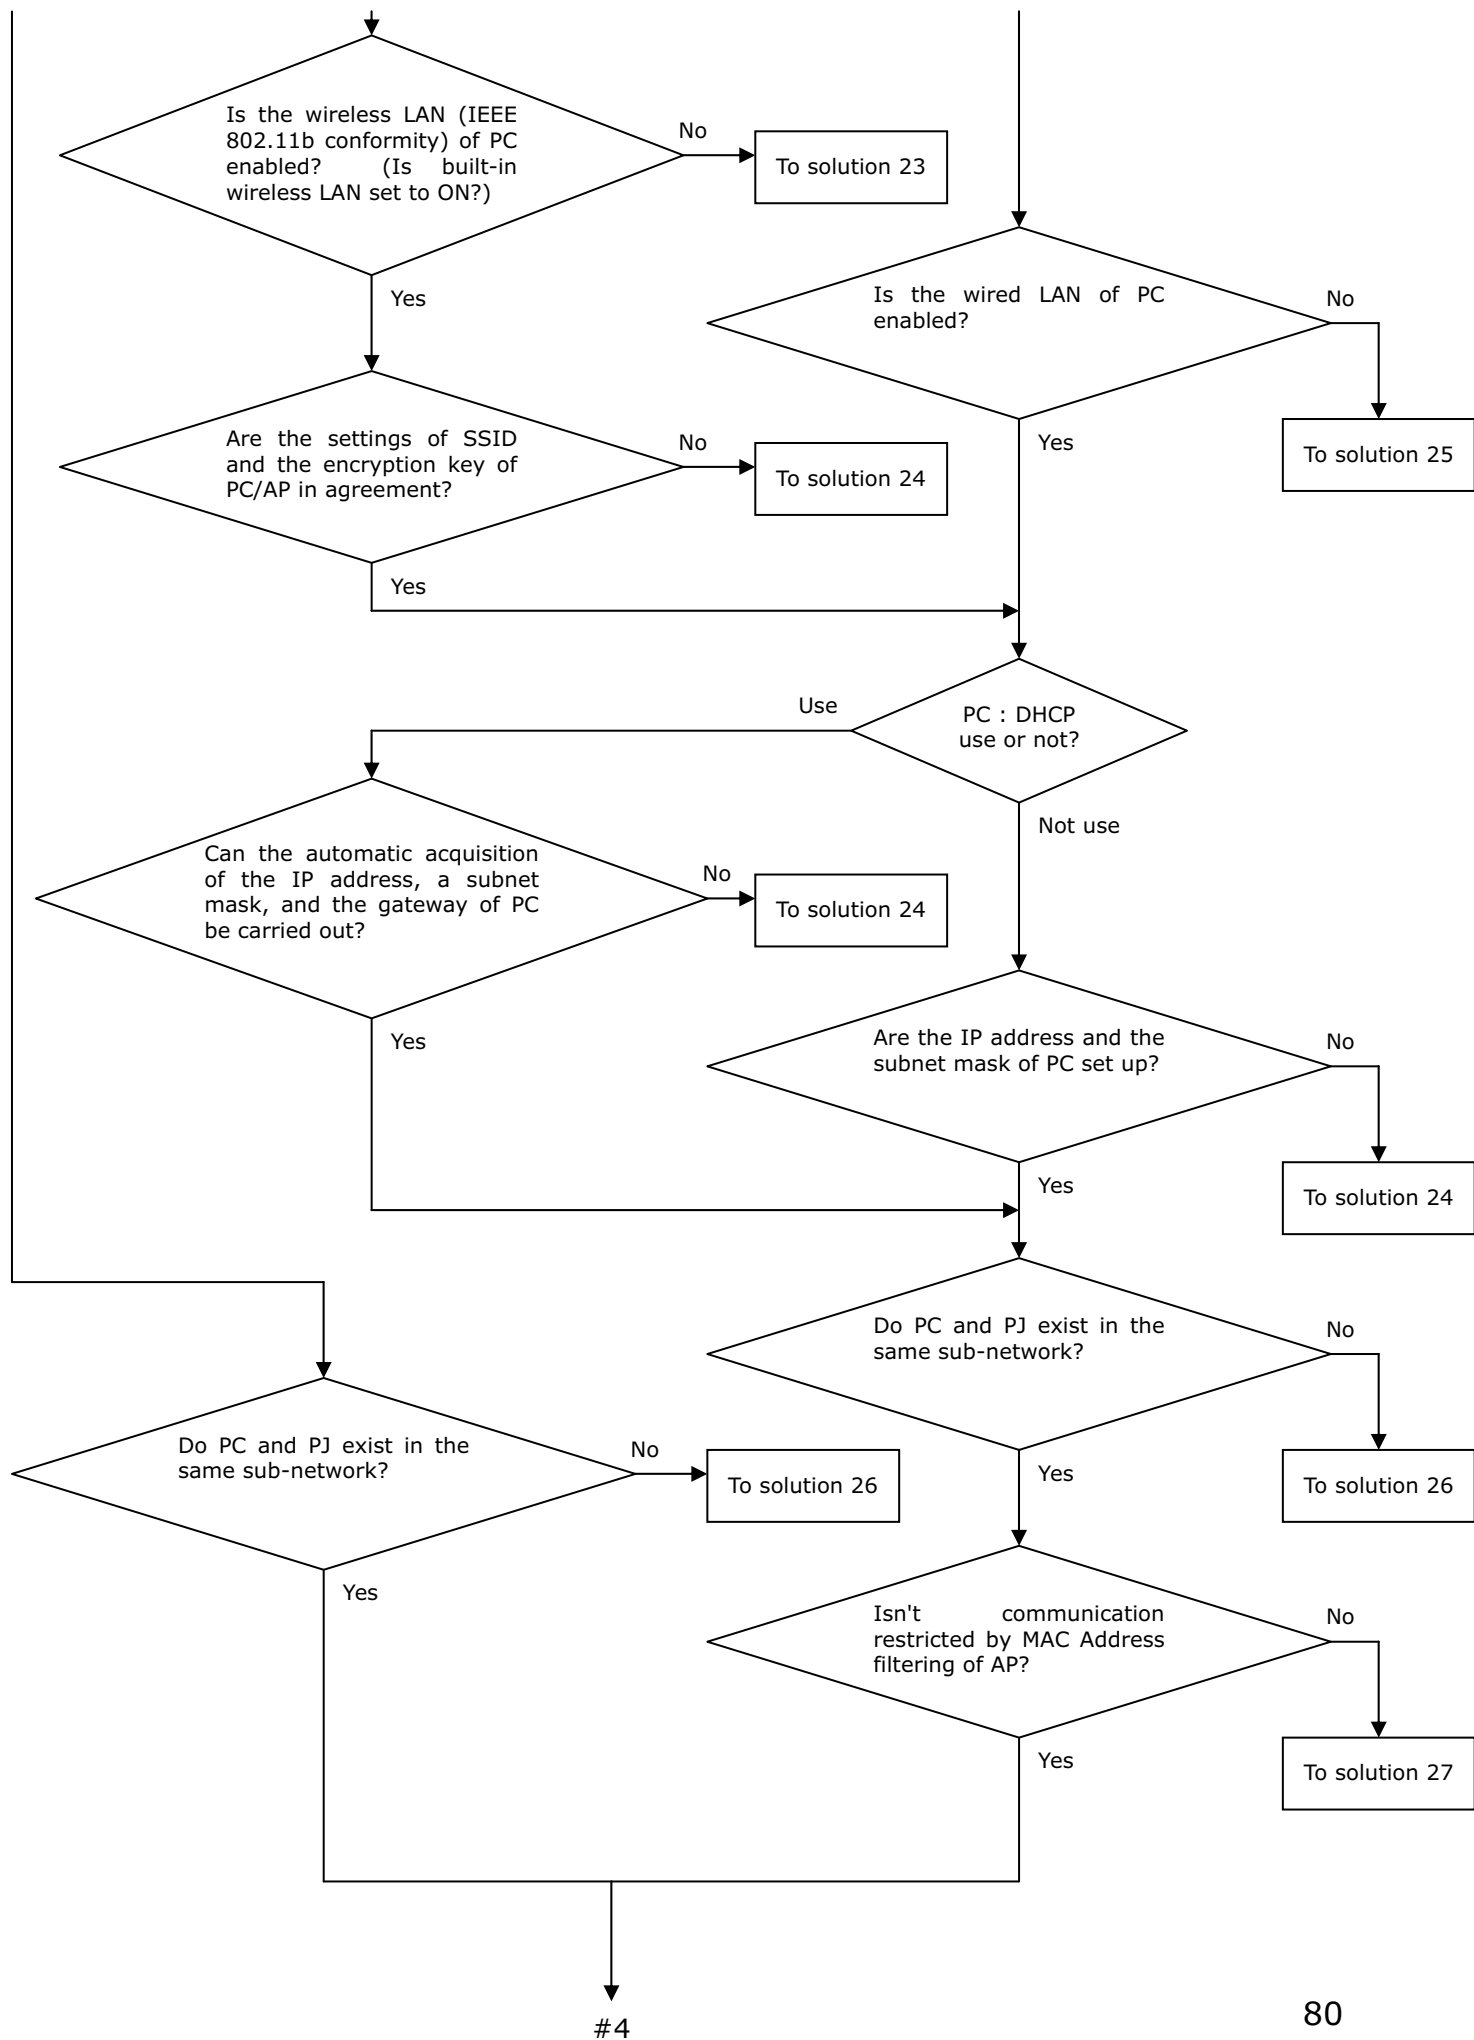 Is the wireless LAN (IEEE
802.11b conformity) of PC
enabled? (Is built-in
wireless LAN set to ON?)
No
To solution 23
Yes
Is the wired LAN of PC
enabled?
No
To solution 25
Yes
Are the settings of SSID
and the encryption key of
PC/AP in agreement?
No
To solution 24
Yes
PC : DHCP
use or not?
Use
Not use
Can the automatic acquisition
of the IP address, a subnet
mask, and the gateway of PC
be carried out?
No
To solution 24
Yes
Are the IP address and the
subnet mask of PC set up?
No
To solution 24
Yes
Do PC and PJ exist in the
same sub-network?
No
To solution 26
Yes
Do PC and PJ exist in the
same sub-network?
No
To solution 26
Yes
Isn't communication
restricted by MAC Address
filtering of AP?
No
To solution 27
Yes
#4
80